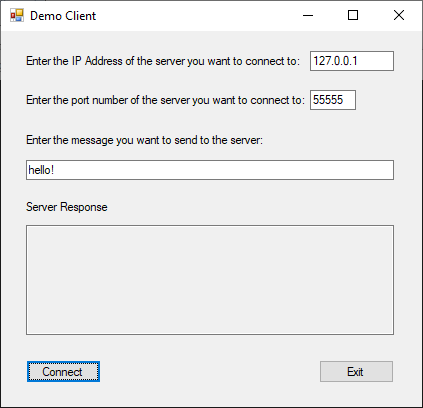 Demo Client
Enter the IP Address of the server you want to connect to: 127.0.0.1
Enter the port number of the server you want to connect to: 55555
Enter the message you want to send to the server:
hello!
Server Response
Connect Exit